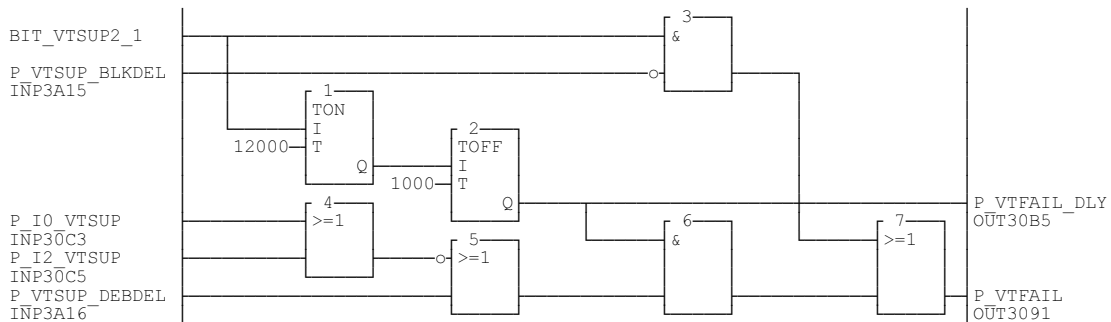 3
BIT_VTSUP2_1
&
P_VTSUP_BLKDEL
INP3A15
1
TON
I
2
12000
T
TOFF
Q
I
1000
T
4
Q
P_VTFAIL_DLY
P_I0_VTSUP
>=1
6
7
OUT30B5
INP30C3
5
&
>=1
P_I2_VTSUP
>=1
INP30C5
P_VTSUP_DEBDEL
P_VTFAIL
INP3A16
OUT3091